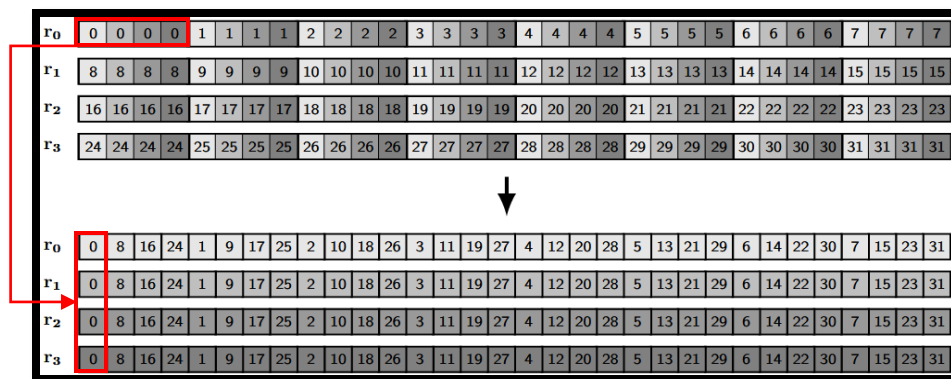 r0 0 0 0 0 1 1 1 1 2 2 2 2 3 3 3 3 4 4 4 4 5 5 5 5 6 6 6 6 7 7 7 7
r1 8 8 8 8 9 9 9 9 10 10 10 10 11 11 11 11 12 12 12 12 13 13 13 13 14 14 14 14 15 15 15 15
r2 16 16 16 16 17 17 17 17 18 18 18 18 19 19 19 19 20 20 20 20 21 21 21 21 22 22 22 22 23 23 23 23
r3 24 24 24 24 25 25 25 25 26 26 26 26 27 27 27 27 28 28 28 28 29 29 29 29 30 30 30 30 31 31 31 31
r0 0 8 16 24 1 9 17 25 2 10 18 26 3 11 19 27 4 12 20 28 5 13 21 29 6 14 22 30 7 15 23 31
r1 0 8 16 24 1 9 17 25 2 10 18 26 3 11 19 27 4 12 20 28 5 13 21 29 6 14 22 30 7 15 23 31
r2 0 8 16 24 1 9 17 25 2 10 18 26 3 11 19 27 4 12 20 28 5 13 21 29 6 14 22 30 7 15 23 31
r3 0 8 16 24 1 9 17 25 2 10 18 26 3 11 19 27 4 12 20 28 5 13 21 29 6 14 22 30 7 15 23 31